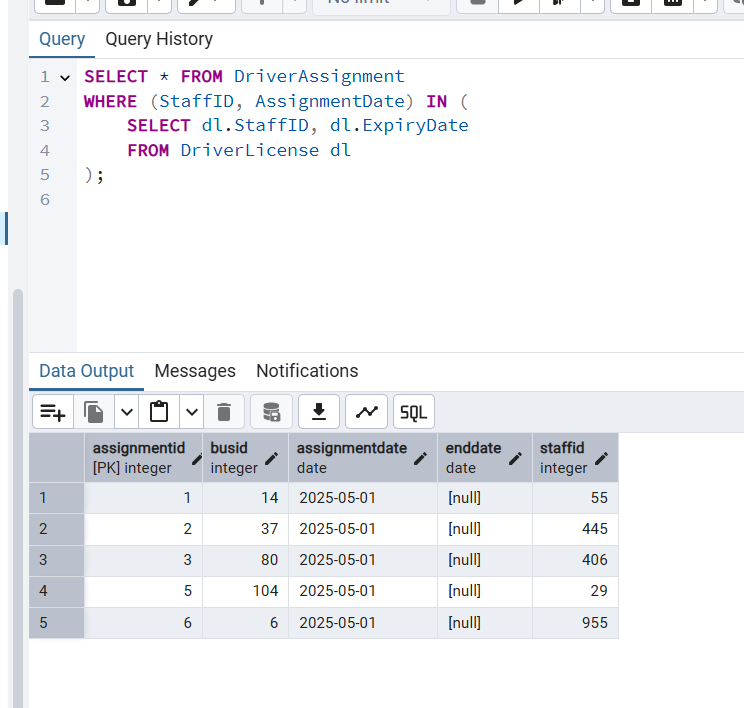 No limit
Query Query History
1 SELECT * FROM DriverAssignment
2 WHERE (StaffID, AssignmentDate) IN (
3 SELECT dl.StaffID, dl.ExpiryDate
4 FROM DriverLicense dl
5 );
6
Data Output Messages Notifications
SQL
assignmentid busid assignmentdate enddate staffid
[PK] integer integer date date integer
1 1 14 2025-05-01 [null] 55
2 2 37 2025-05-01 [null] 445
3 3 80 2025-05-01 [null] 406
4 5 104 2025-05-01 [null] 29
5 6 6 2025-05-01 [null] 955